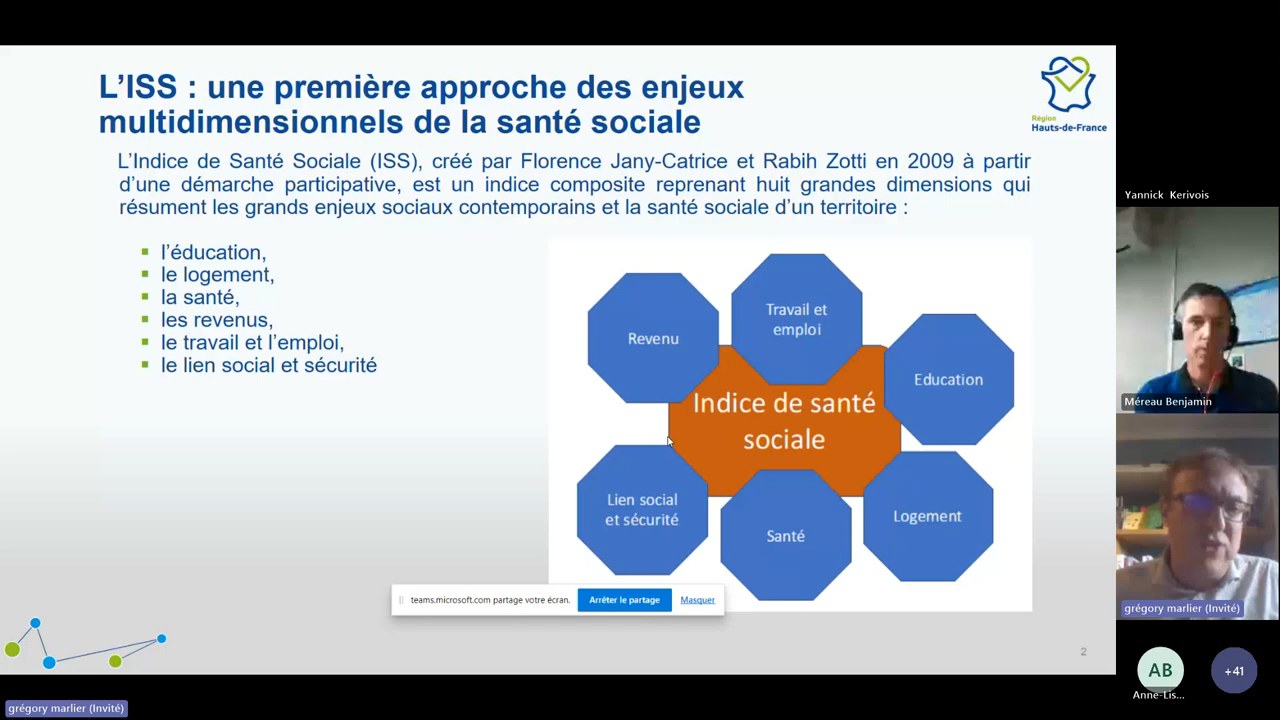 L'ISS : une première approche des enjeux
multidimensionnels de la santé sociale
Région
Hauts-de-France
L'Indice de Santé Sociale (ISS), créé par Florence Jany-Catrice et Rabih Zotti en 2009 à partir
d'une démarche participative, est un indice composite reprenant huit grandes dimensions qui
résument les grands enjeux sociaux contemporains et la santé sociale d'un territoire :
l'éducation,
le logement,
la santé,
les revenus,
le travail et l'emploi,
le lien social et sécurité
Revenu
Travail et
emploi
Education
Indice de santé
sociale
Lien social
et sécurité
Santé
Logement
teams.microsoft.com partage votre écran.
Arrêter le partage
Masquer
2
Yannick Kerivois
Méreau Benjamin
grégory marlier (Invité)
AB
Anne-Lis...
+41
grégory marlier (Invité)